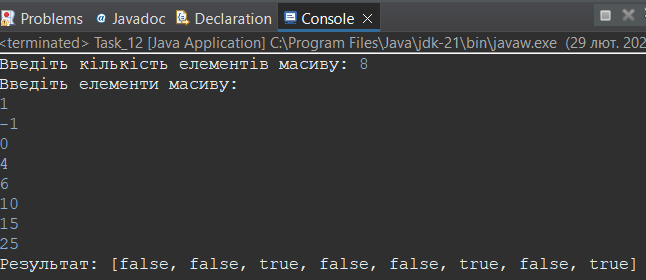 Problems Javadoc Declaration Console
<terminated> Task_12 [Java Application] C:\Program Files\Java\jdk-21\bin\javaw.exe (29 лют. 202
Введіть кількість елементів масиву: 8
Введіть елементи масиву:
1
-1
0
4
6
10
15
25
Результат: [false, false, true, false, false, true, false, true]